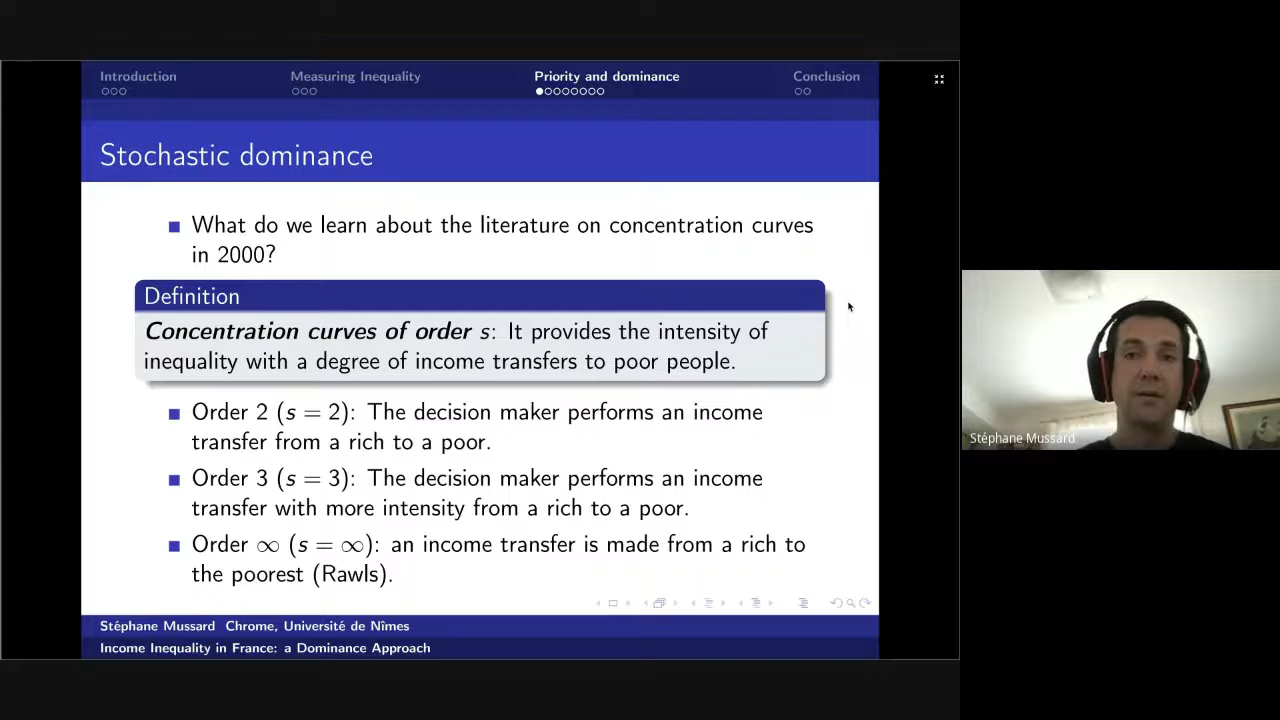 Introduction
Measuring Inequality
Priority and dominance
Conclusion
Stochastic dominance
What do we learn about the literature on concentration curves
in 2000?
Definition
Concentration curves of order s: It provides the intensity of
inequality with a degree of income transfers to poor people.
Order 2 (s = 2): The decision maker performs an income
transfer from a rich to a poor.
Order 3 (s = 3): The decision maker performs an income
transfer with more intensity from a rich to a poor.
Order ∞ (s = ∞): an income transfer is made from a rich to
the poorest (Rawls).
Stéphane Mussard Chrome, Université de Nîmes
Income Inequality in France: a Dominance Approach
Stéphane Mussard